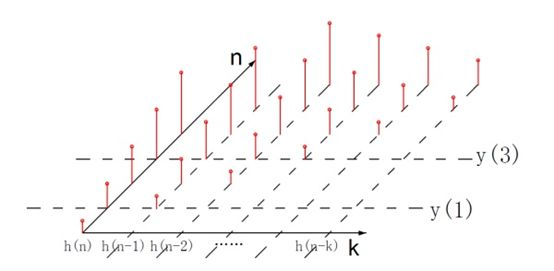 n
y(3)
y(1)
h(n) h(n-1) h(n-2) ...... h(n-k) k